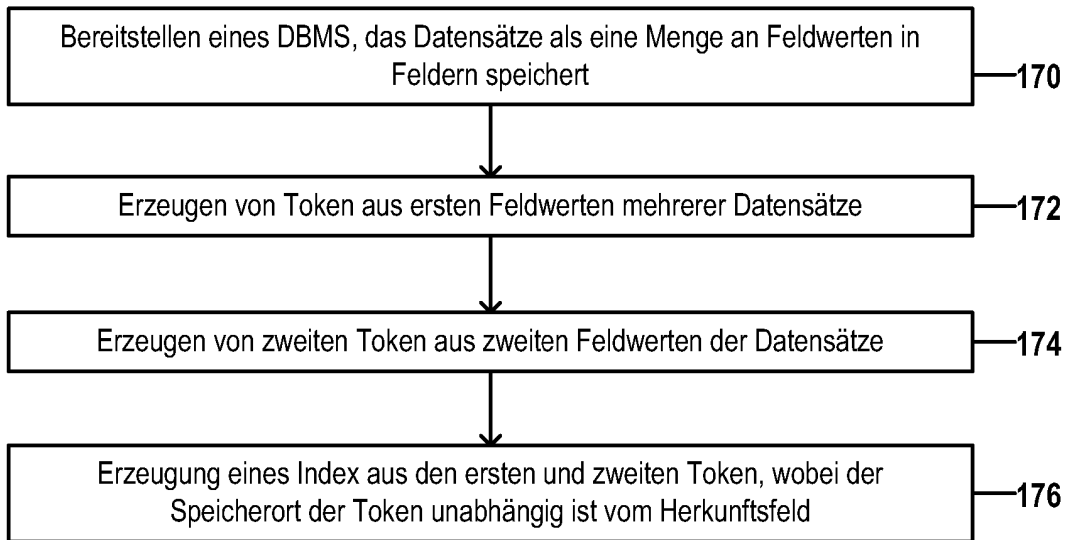 Bereitstellen eines DBMS, das Datensätze als eine Menge an Feldwerten in
Feldern speichert
170
Erzeugen von Token aus ersten Feldwerten mehrerer Datensätze
172
Erzeugen von zweiten Token aus zweiten Feldwerten der Datensätze
174
Erzeugung eines Index aus den ersten und zweiten Token, wobei der
Speicherort der Token unabhängig ist vom Herkunftsfeld
176